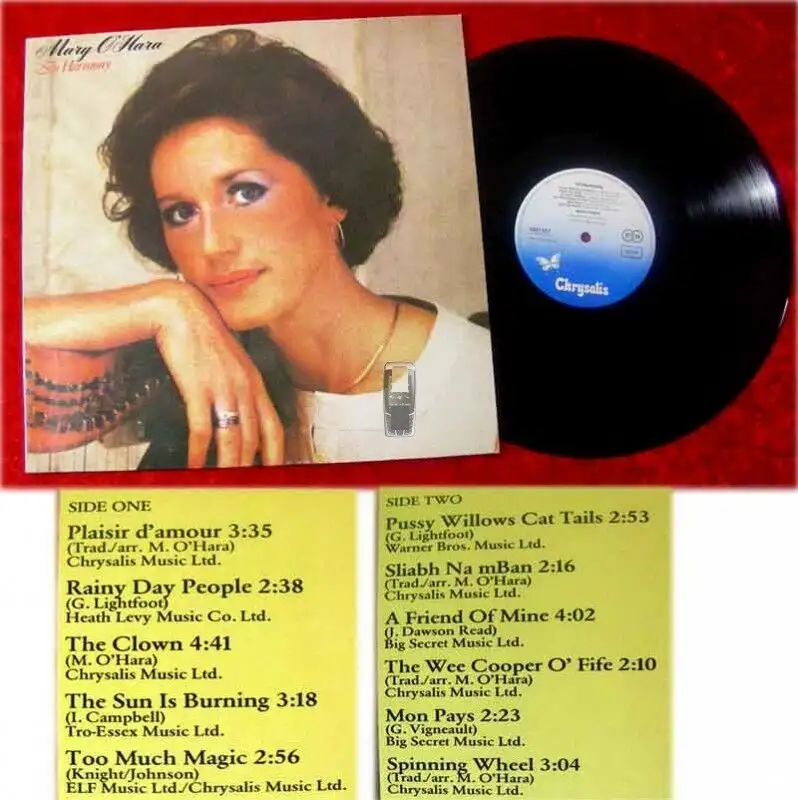 Mary O'Hara
In Harmony
Chrysalis
SIDE ONE
Plaisir d'amour 3:35
(Trad./arr. M. O'Hara)
Chrysalis Music Ltd.
Rainy Day People 2:38
(G. Lightfoot)
Heath Levy Music Co. Ltd.
The Clown 4:41
(M. O'Hara)
Chrysalis Music Ltd.
The Sun Is Burning 3:18
(I. Campbell)
Tro-Essex Music Ltd.
Too Much Magic 2:56
(Knight/Johnson)
ELF Music Ltd./Chrysalis Music Ltd.
SIDE TWO
Pussy Willows Cat Tails 2:53
(G. Lightfoot)
Warner Bros. Music Ltd.
Sliabh Na mBan 2:16
(Trad./arr. M. O'Hara)
Chrysalis Music Ltd.
A Friend Of Mine 4:02
(J. Dawson Read)
Big Secret Music Ltd.
The Wee Cooper O' Fife 2:10
(Trad./arr. M. O'Hara)
Chrysalis Music Ltd.
Mon Pays 2:23
(G. Vigneault)
Big Secret Music Ltd.
Spinning Wheel 3:04
(Trad./arr. M. O'Hara)
Chrysalis Music Ltd.